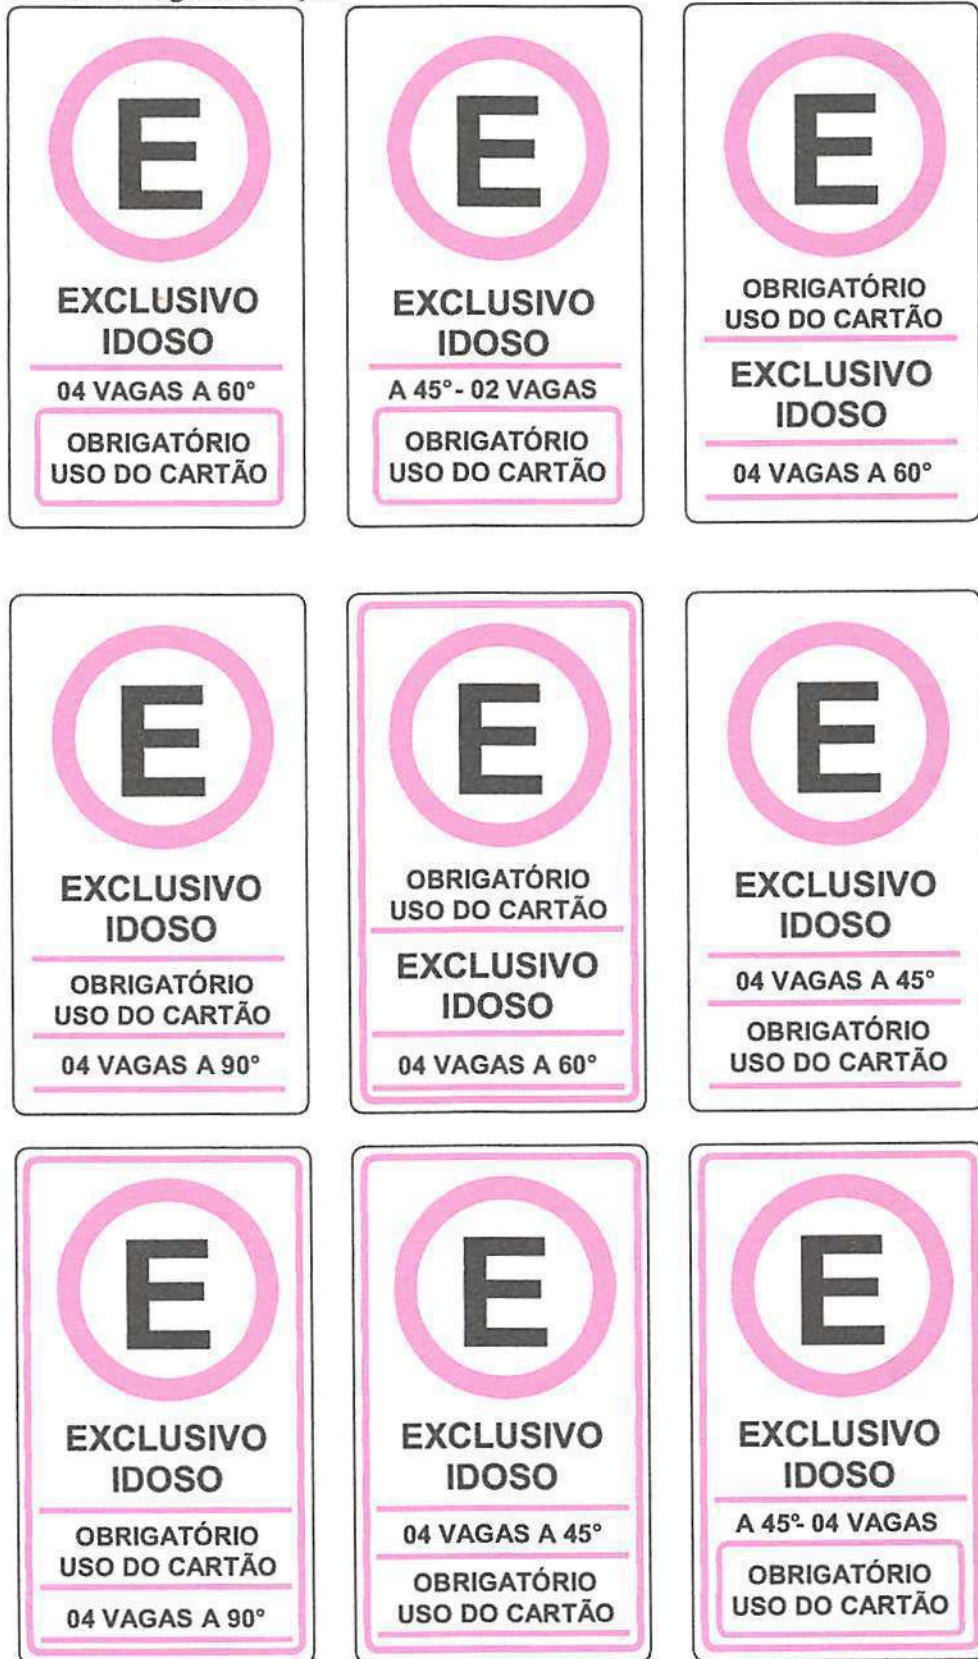 E
EXCLUSIVO
IDOSO
04 VAGAS A 60°
OBRIGATÓRIO
USO DO CARTÃO
E
EXCLUSIVO
IDOSO
A 45°- 02 VAGAS
OBRIGATÓRIO
USO DO CARTÃO
E
OBRIGATÓRIO
USO DO CARTÃO
EXCLUSIVO
IDOSO
04 VAGAS A 60°
E
EXCLUSIVO
IDOSO
OBRIGATÓRIO
USO DO CARTÃO
04 VAGAS A 90°
E
OBRIGATÓRIO
USO DO CARTÃO
EXCLUSIVO
IDOSO
04 VAGAS A 60°
E
EXCLUSIVO
IDOSO
04 VAGAS A 45°
OBRIGATÓRIO
USO DO CARTÃO
E
EXCLUSIVO
IDOSO
OBRIGATÓRIO
USO DO CARTÃO
04 VAGAS A 90°
E
EXCLUSIVO
IDOSO
04 VAGAS A 45°
OBRIGATÓRIO
USO DO CARTÃO
E
EXCLUSIVO
IDOSO
A 45º- 04 VAGAS
OBRIGATÓRIO
USO DO CARTÃO